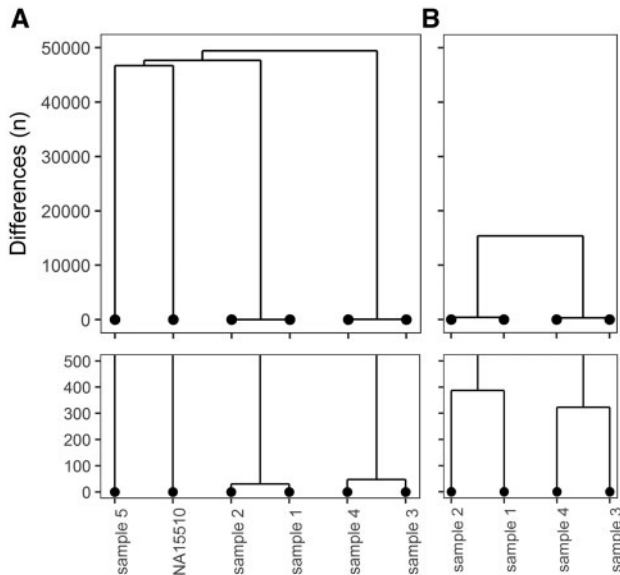 A
B
Differences (n)
50000
40000
30000
20000
10000
0
500
400
300
200
100
0
sample 5
NA15510
sample 2
sample 1
sample 4
sample 3
sample 2
sample 1
sample 4
sample 3